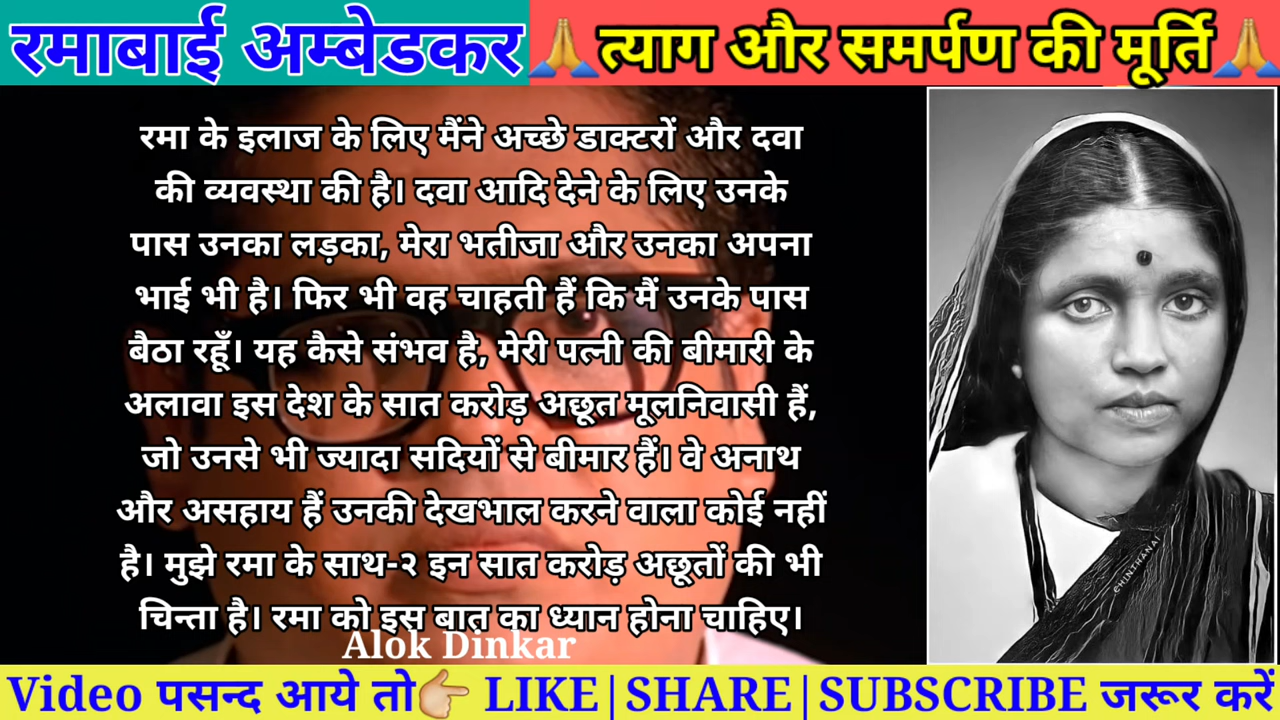 रमाबाई अम्बेडकर 🙏त्याग और समर्पण की मूर्ति🙏
रमा के इलाज के लिए मैंने अच्छे डाक्टरों और दवा
की व्यवस्था की है। दवा आदि देने के लिए उनके
पास उनका लड़का, मेरा भतीजा और उनका अपना
भाई भी है। फिर भी वह चाहती हैं कि मैं उनके पास
बैठा रहूँ। यह कैसे संभव है, मेरी पत्नी की बीमारी के
अलावा इस देश के सात करोड़ अछूत मूलनिवासी हैं,
जो उनसे भी ज्यादा सदियों से बीमार हैं। वे अनाथ
और असहाय हैं उनकी देखभाल करने वाला कोई नहीं
है। मुझे रमा के साथ-२ इन सात करोड़ अछूतों की भी
चिन्ता है। रमा को इस बात का ध्यान होना चाहिए।
Alok Dinkar
CHINTHANAI
Video पसन्द आये तो👉 LIKE|SHARE|SUBSCRIBE जरूर करें